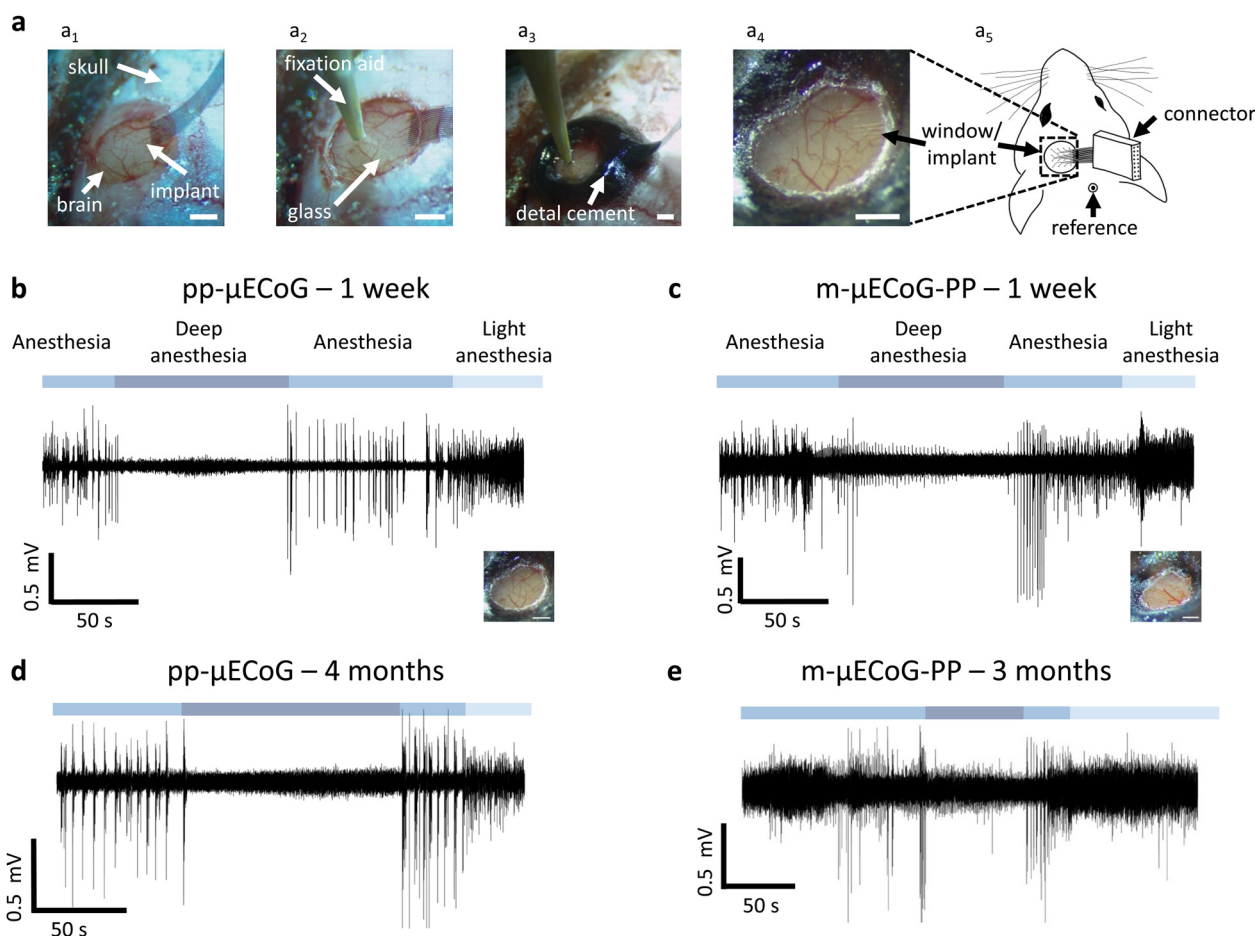 a
a1
a2
a3
a4
a5
skull
implant
brain
fixation aid
glass
detal cement
window/
implant
connector
reference
b
pp-µECoG – 1 week
Anesthesia
Deep
anesthesia
Anesthesia
Light
anesthesia
0.5 mV
50 s
c
m-µECoG-PP – 1 week
Anesthesia
Deep
anesthesia
Anesthesia
Light
anesthesia
0.5 mV
50 s
d
pp-µECoG – 4 months
0.5 mV
50 s
e
m-µECoG-PP – 3 months
0.5 mV
50 s